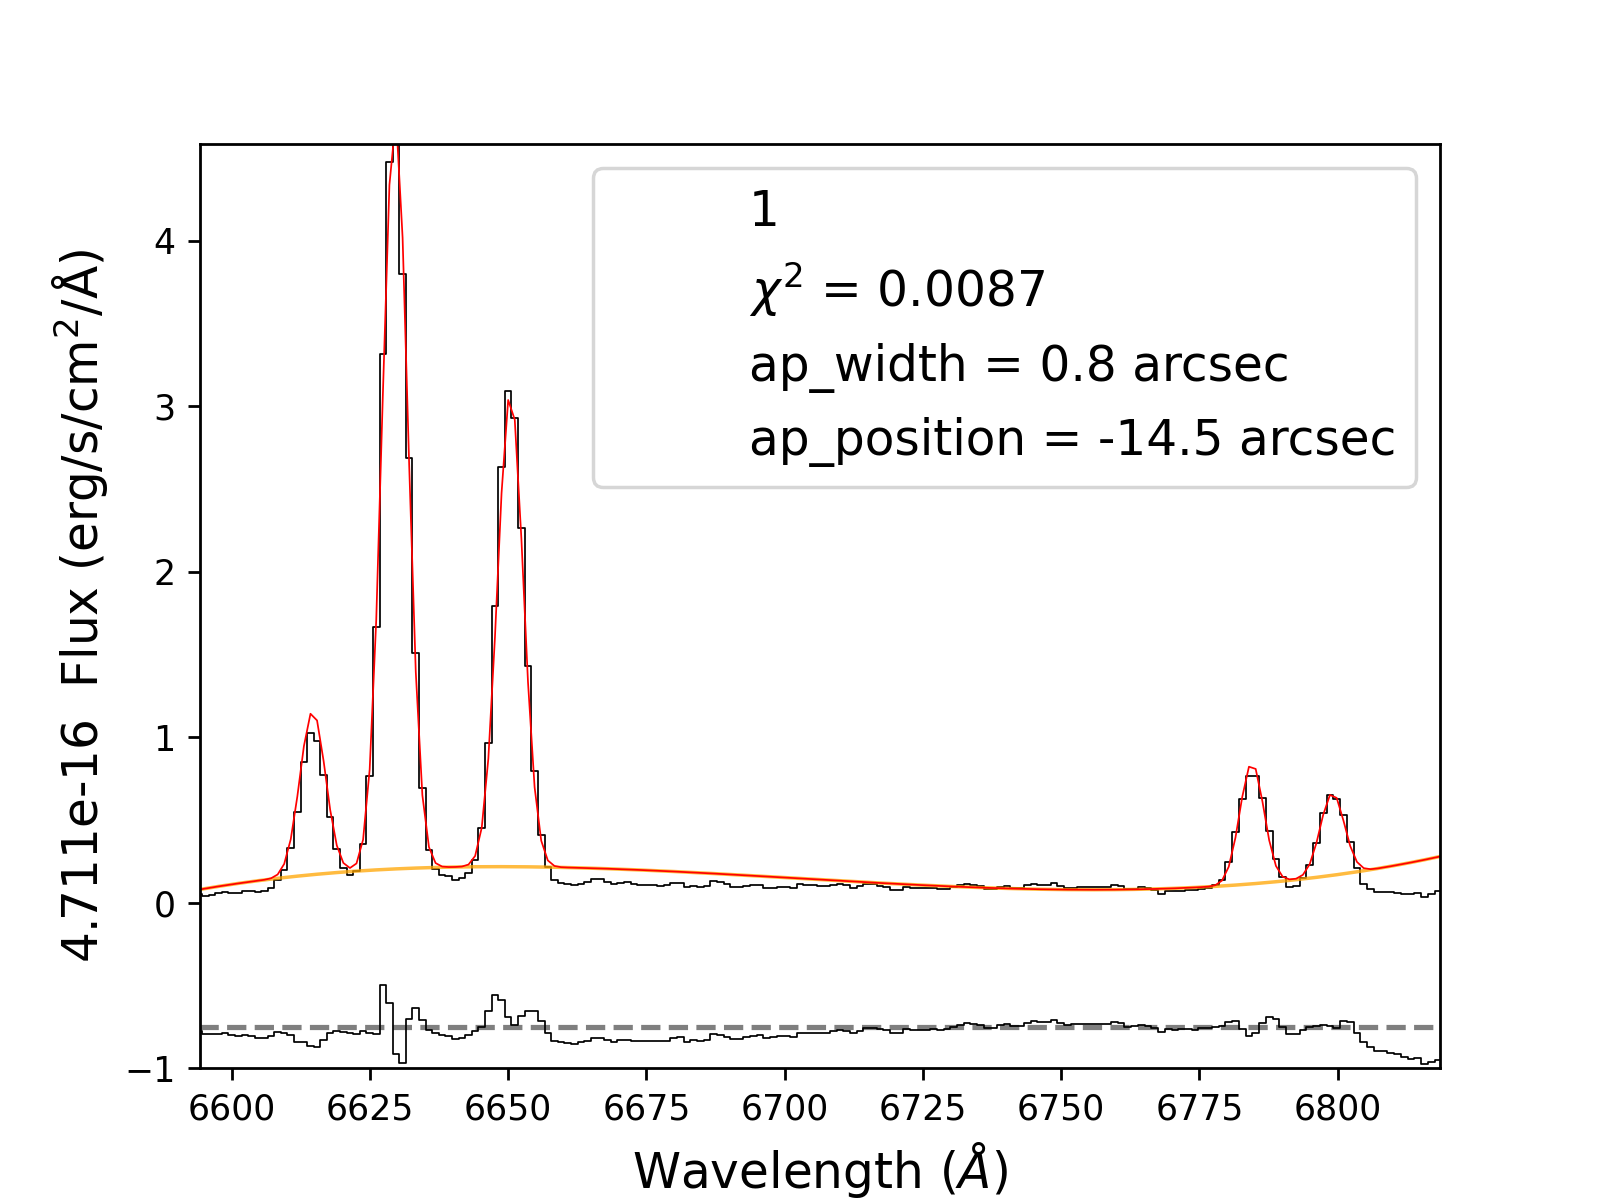 1
χ² = 0.0087
ap_width = 0.8 arcsec
ap_position = -14.5 arcsec
4.711e-16 Flux (erg/s/cm²/Å)
4
3
2
1
0
−1
6600 6625 6650 6675 6700 6725 6750 6775 6800
Wavelength (Å)